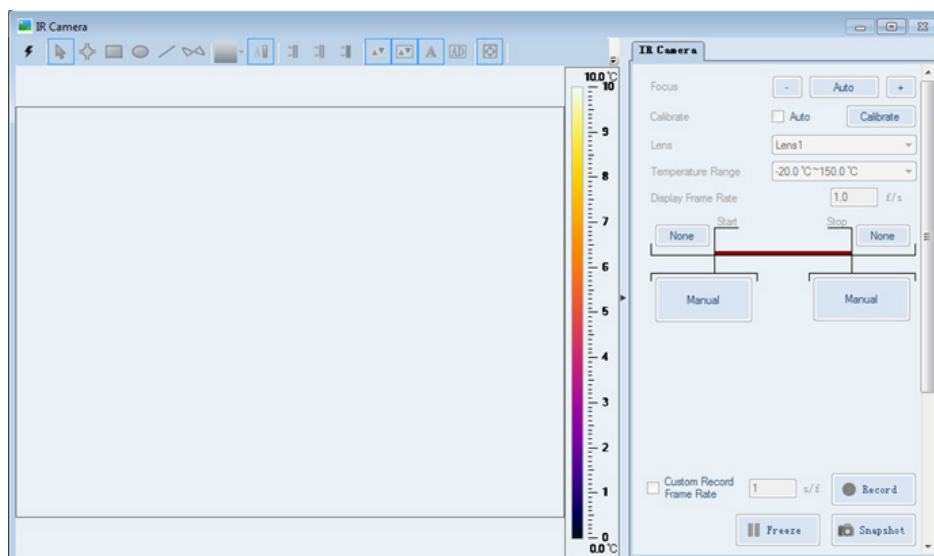 IR Camera
A
A
AD
IR Camera
10.0 ℃
10
9
8
7
6
5
4
3
2
1
0
0.0 ℃
Focus - Auto +
Calibrate Auto Calibrate
Lens Lens1
Temperature Range -20.0 ℃~150.0 ℃
Display Frame Rate 1.0 f/s
Start Stop
None None
Manual Manual
Custom Record
Frame Rate 1 s/f Record
Freeze Snapshot